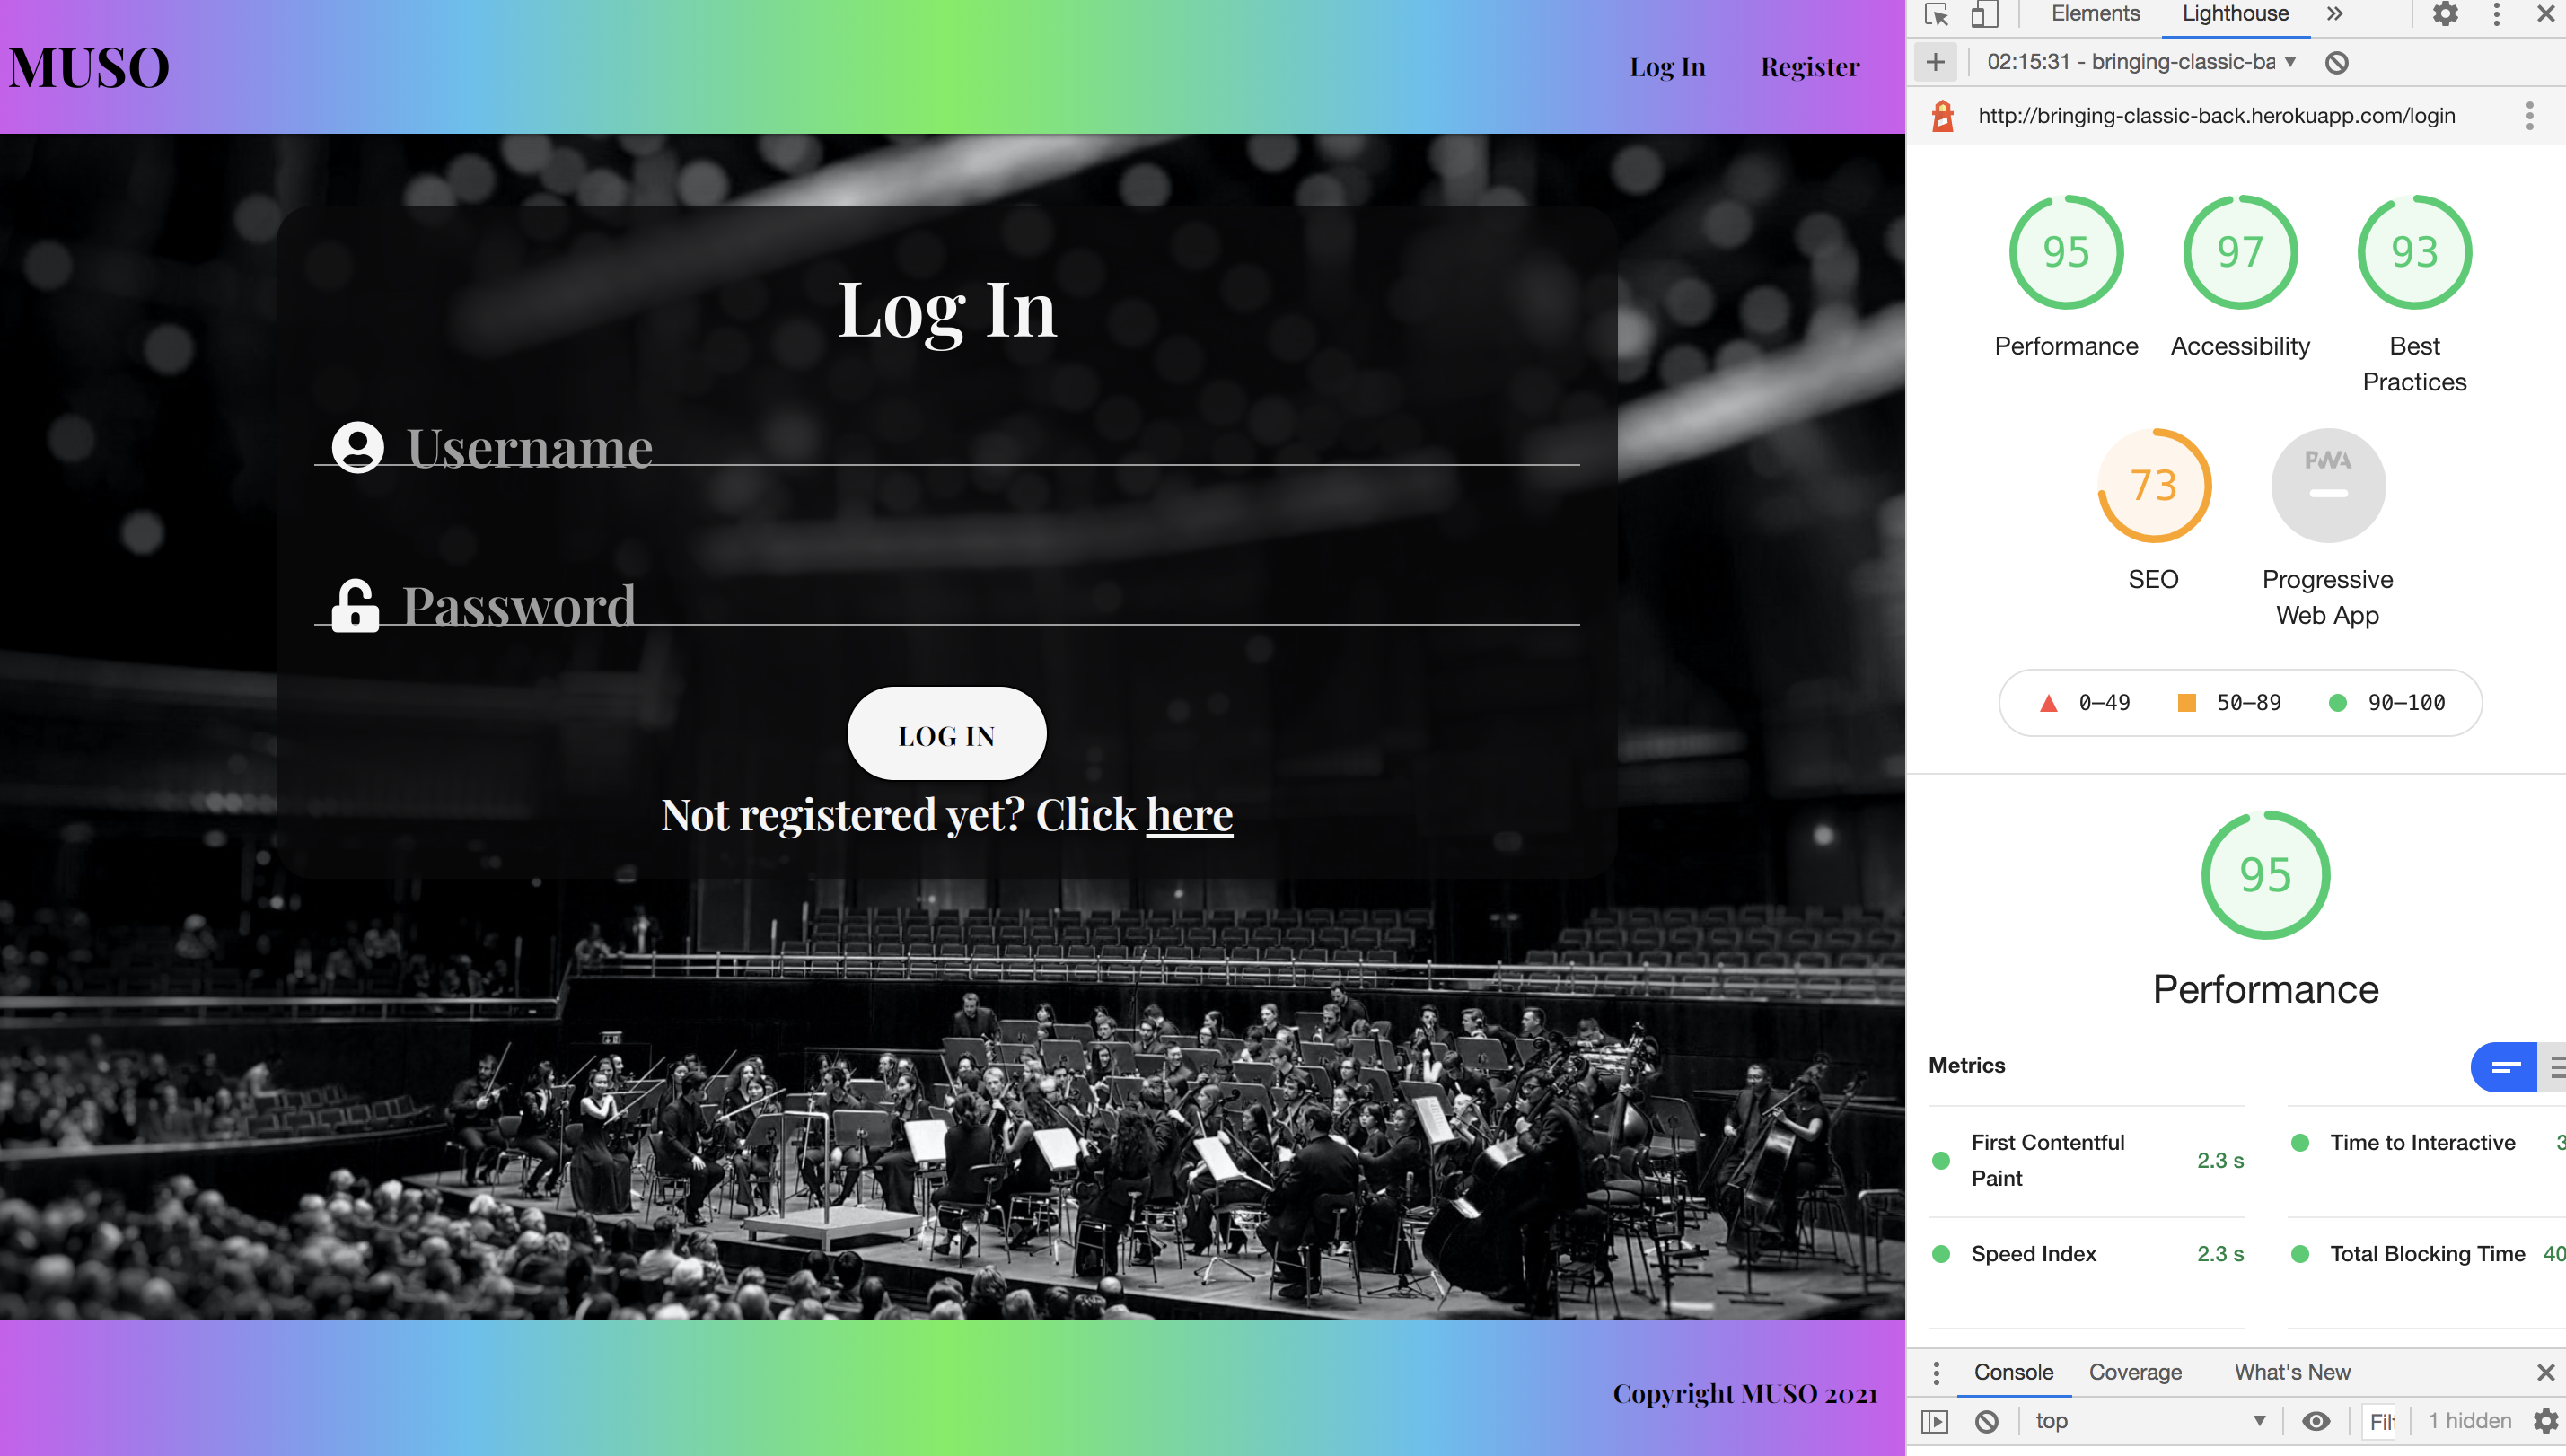 MUSO
Log In
Register
Log In
Username
Password
LOG IN
Not registered yet? Click here
Copyright MUSO 2021
Elements
Lighthouse
02:15:31 - bringing-classic-ba
http://bringing-classic-back.herokuapp.com/login
95
97
93
Performance
Accessibility
Best
Practices
73
PWA
SEO
Progressive
Web App
0–49
50–89
90–100
95
Performance
Metrics
First Contentful
Paint
2.3 s
Time to Interactive
3
Speed Index
2.3 s
Total Blocking Time
40
Console
Coverage
What's New
top
Filt
1 hidden